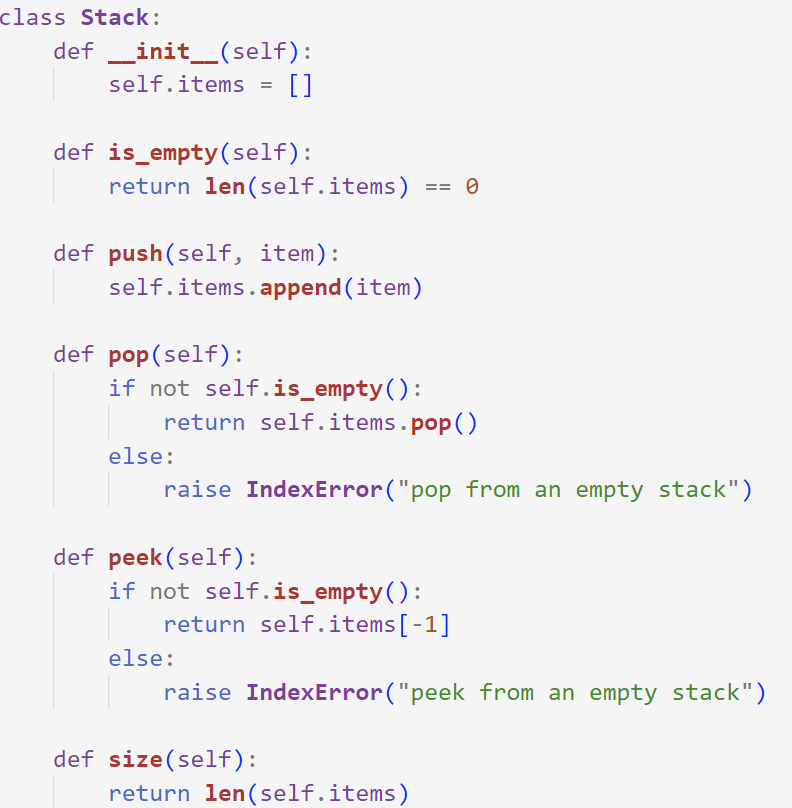 class Stack:
    def __init__(self):
        self.items = []

    def is_empty(self):
        return len(self.items) == 0

    def push(self, item):
        self.items.append(item)

    def pop(self):
        if not self.is_empty():
            return self.items.pop()
        else:
            raise IndexError("pop from an empty stack")

    def peek(self):
        if not self.is_empty():
            return self.items[-1]
        else:
            raise IndexError("peek from an empty stack")

    def size(self):
        return len(self.items)